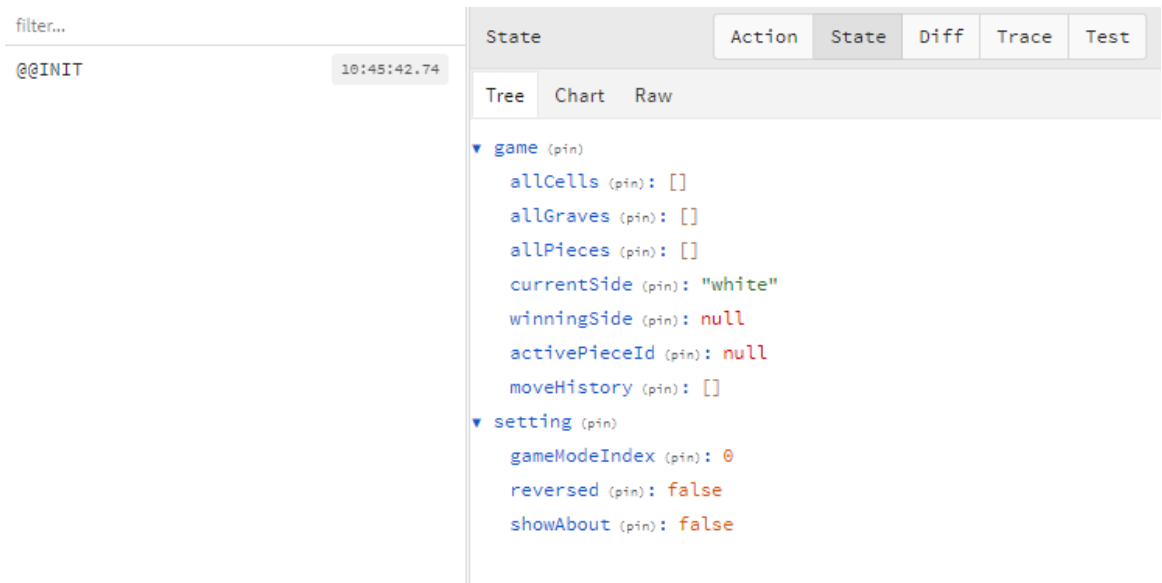 filter...
@@INIT 10:45:42.74
State Action State Diff Trace Test
Tree Chart Raw
▼ game (pin)
allCells (pin): []
allGraves (pin): []
allPieces (pin): []
currentSide (pin): "white"
winningSide (pin): null
activePieceId (pin): null
moveHistory (pin): []
▼ setting (pin)
gameModeIndex (pin): 0
reversed (pin): false
showAbout (pin): false